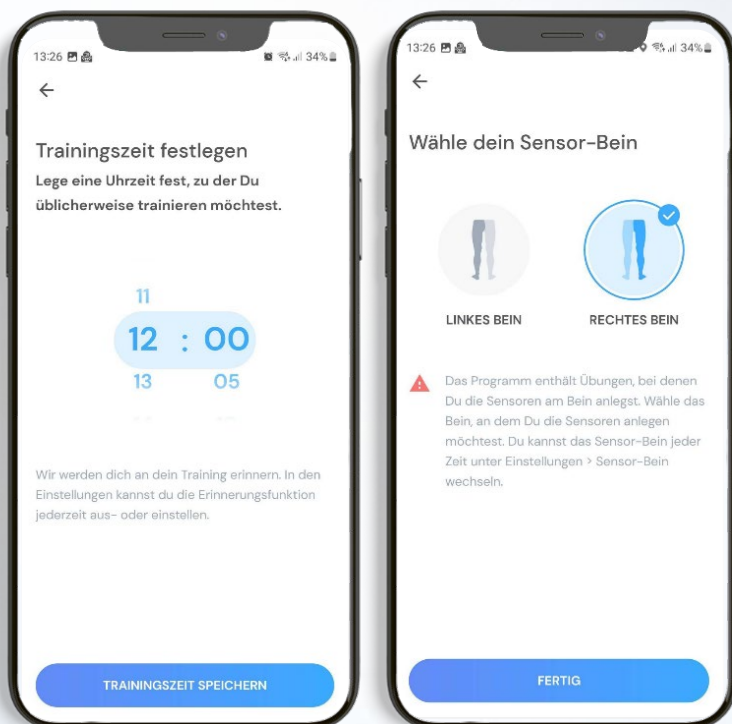 13:26
34%
Trainingszeit festlegen
Lege eine Uhrzeit fest, zu der Du
üblicherweise trainieren möchtest.
11
12 : 00
13 05
Wir werden dich an dein Training erinnern. In den
Einstellungen kannst du die Erinnerungsfunktion
jederzeit aus- oder einstellen.
TRAININGSZEIT SPEICHERN
13:26
34%
Wähle dein Sensor-Bein
LINKES BEIN
RECHTES BEIN
Das Programm enthält Übungen, bei denen
Du die Sensoren am Bein anlegst. Wähle das
Bein, an dem Du die Sensoren anlegen
möchtest. Du kannst das Sensor-Bein jeder
Zeit unter Einstellungen > Sensor-Bein
wechseln.
FERTIG